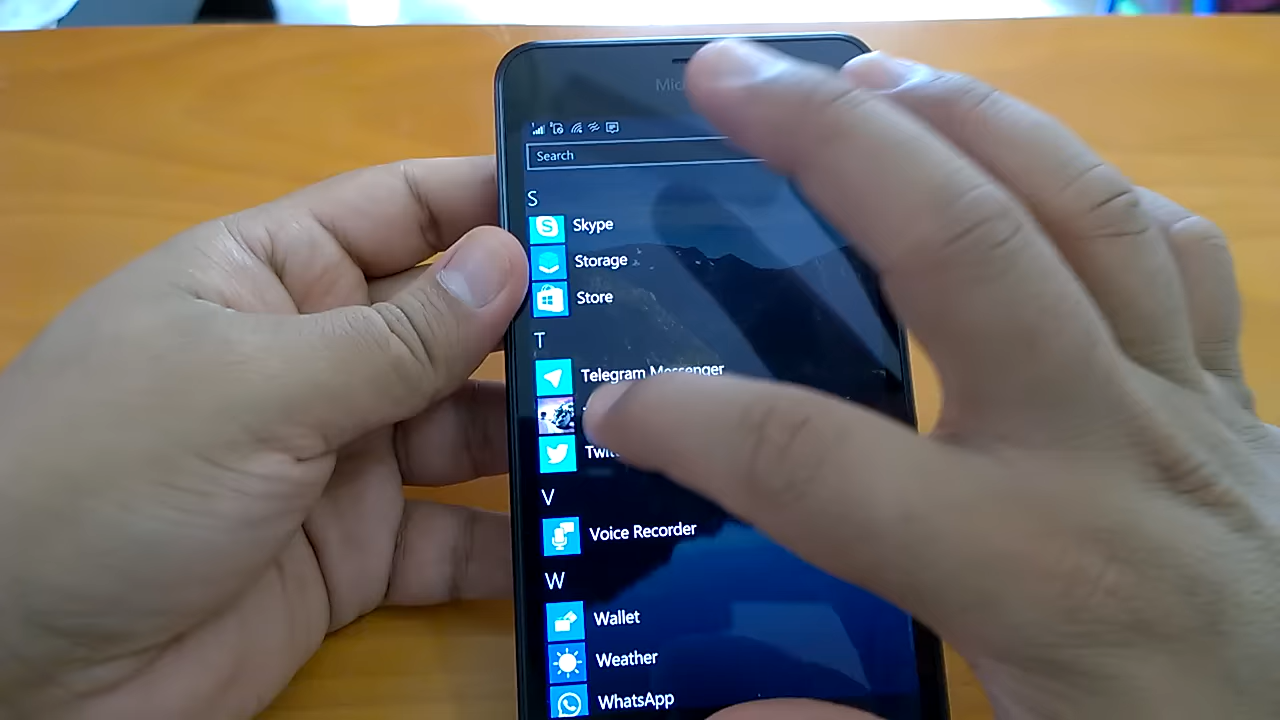 Search
S
Skype
Storage
Store
T
Telegram Messenger
V
Voice Recorder
W
Wallet
Weather
WhatsApp